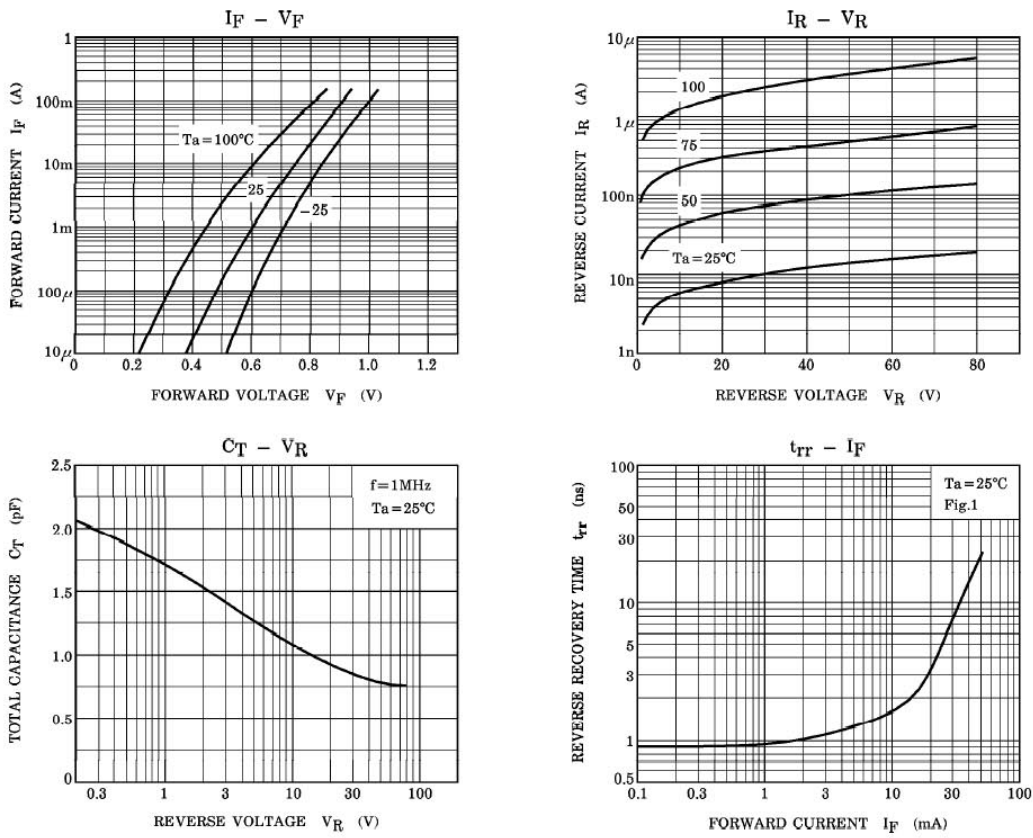 IF – VF
1
100m
10m
1m
100μ
10μ
FORWARD CURRENT IF (A)
Ta=100°C
25
−25
0 0.2 0.4 0.6 0.8 1.0 1.2
FORWARD VOLTAGE VF (V)
IR – VR
10μ
1μ
100n
10n
1n
REVERSE CURRENT IR (A)
100
75
50
Ta=25°C
0 20 40 60 80
REVERSE VOLTAGE VR (V)
CT – VR
2.5
2.0
1.5
1.0
0.5
0
TOTAL CAPACITANCE CT (pF)
f=1MHz
Ta=25°C
0.3 1 3 10 30 100
REVERSE VOLTAGE VR (V)
trr – IF
100
50
30
10
5
3
1
0.5
REVERSE RECOVERY TIME trr (ns)
Ta=25°C
Fig.1
0.1 0.3 1 3 10 30 100
FORWARD CURRENT IF (mA)